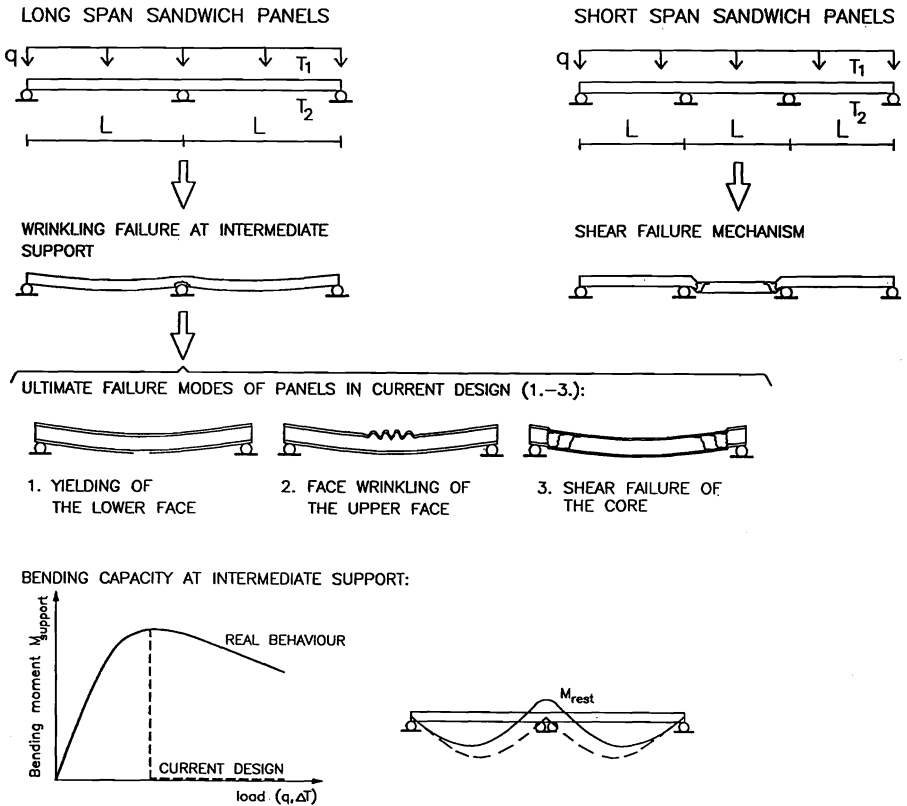 LONG SPAN SANDWICH PANELS
SHORT SPAN SANDWICH PANELS
q
T1
T2
L
L
q
T1
T2
L
L
L
WRINKLING FAILURE AT INTERMEDIATE
SUPPORT
SHEAR FAILURE MECHANISM
ULTIMATE FAILURE MODES OF PANELS IN CURRENT DESIGN (1.–3.):
1. YIELDING OF
THE LOWER FACE
2. FACE WRINKLING OF
THE UPPER FACE
3. SHEAR FAILURE OF
THE CORE
BENDING CAPACITY AT INTERMEDIATE SUPPORT:
Bending moment Msupport
REAL BEHAVIOUR
CURRENT DESIGN
load (q,ΔT)
Mrest